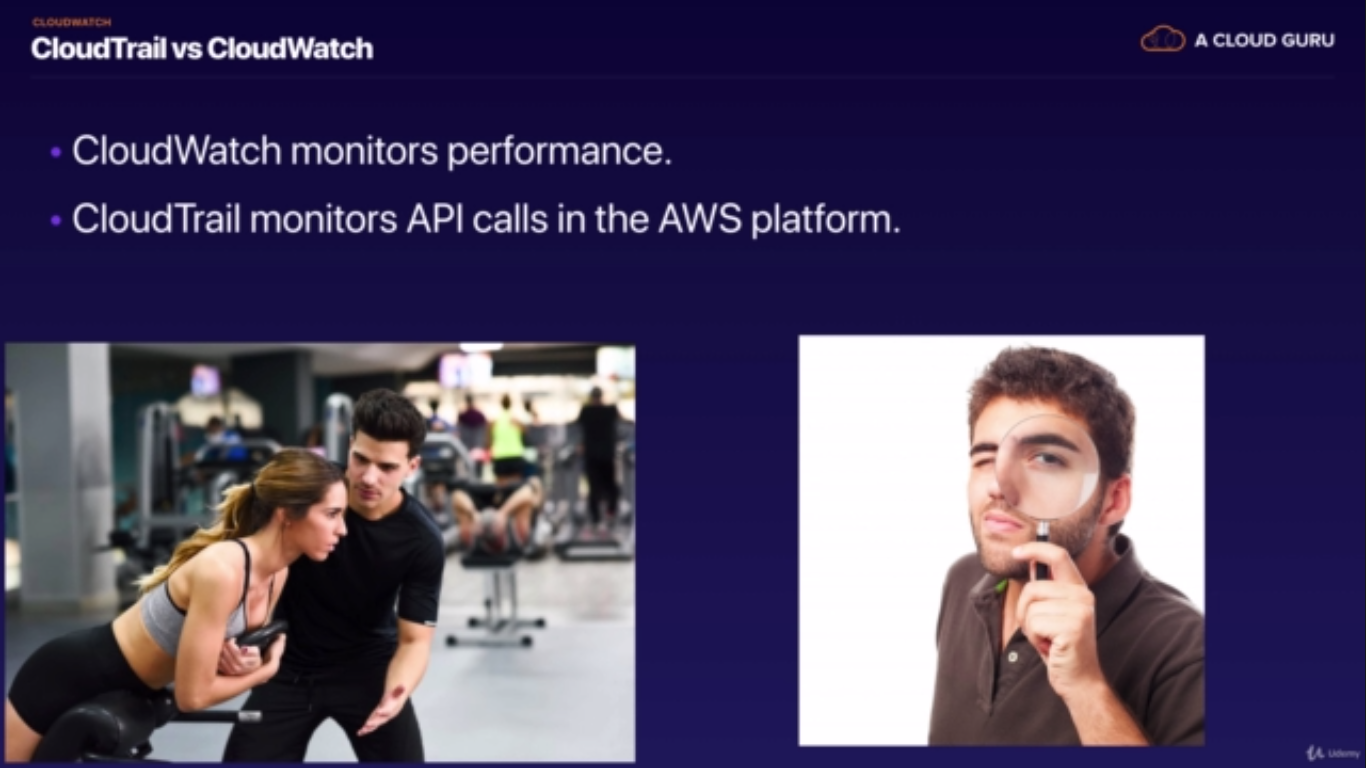 CLOUDWATCH
CloudTrail vs CloudWatch
A CLOUD GURU
• CloudWatch monitors performance.
• CloudTrail monitors API calls in the AWS platform.
Udemy